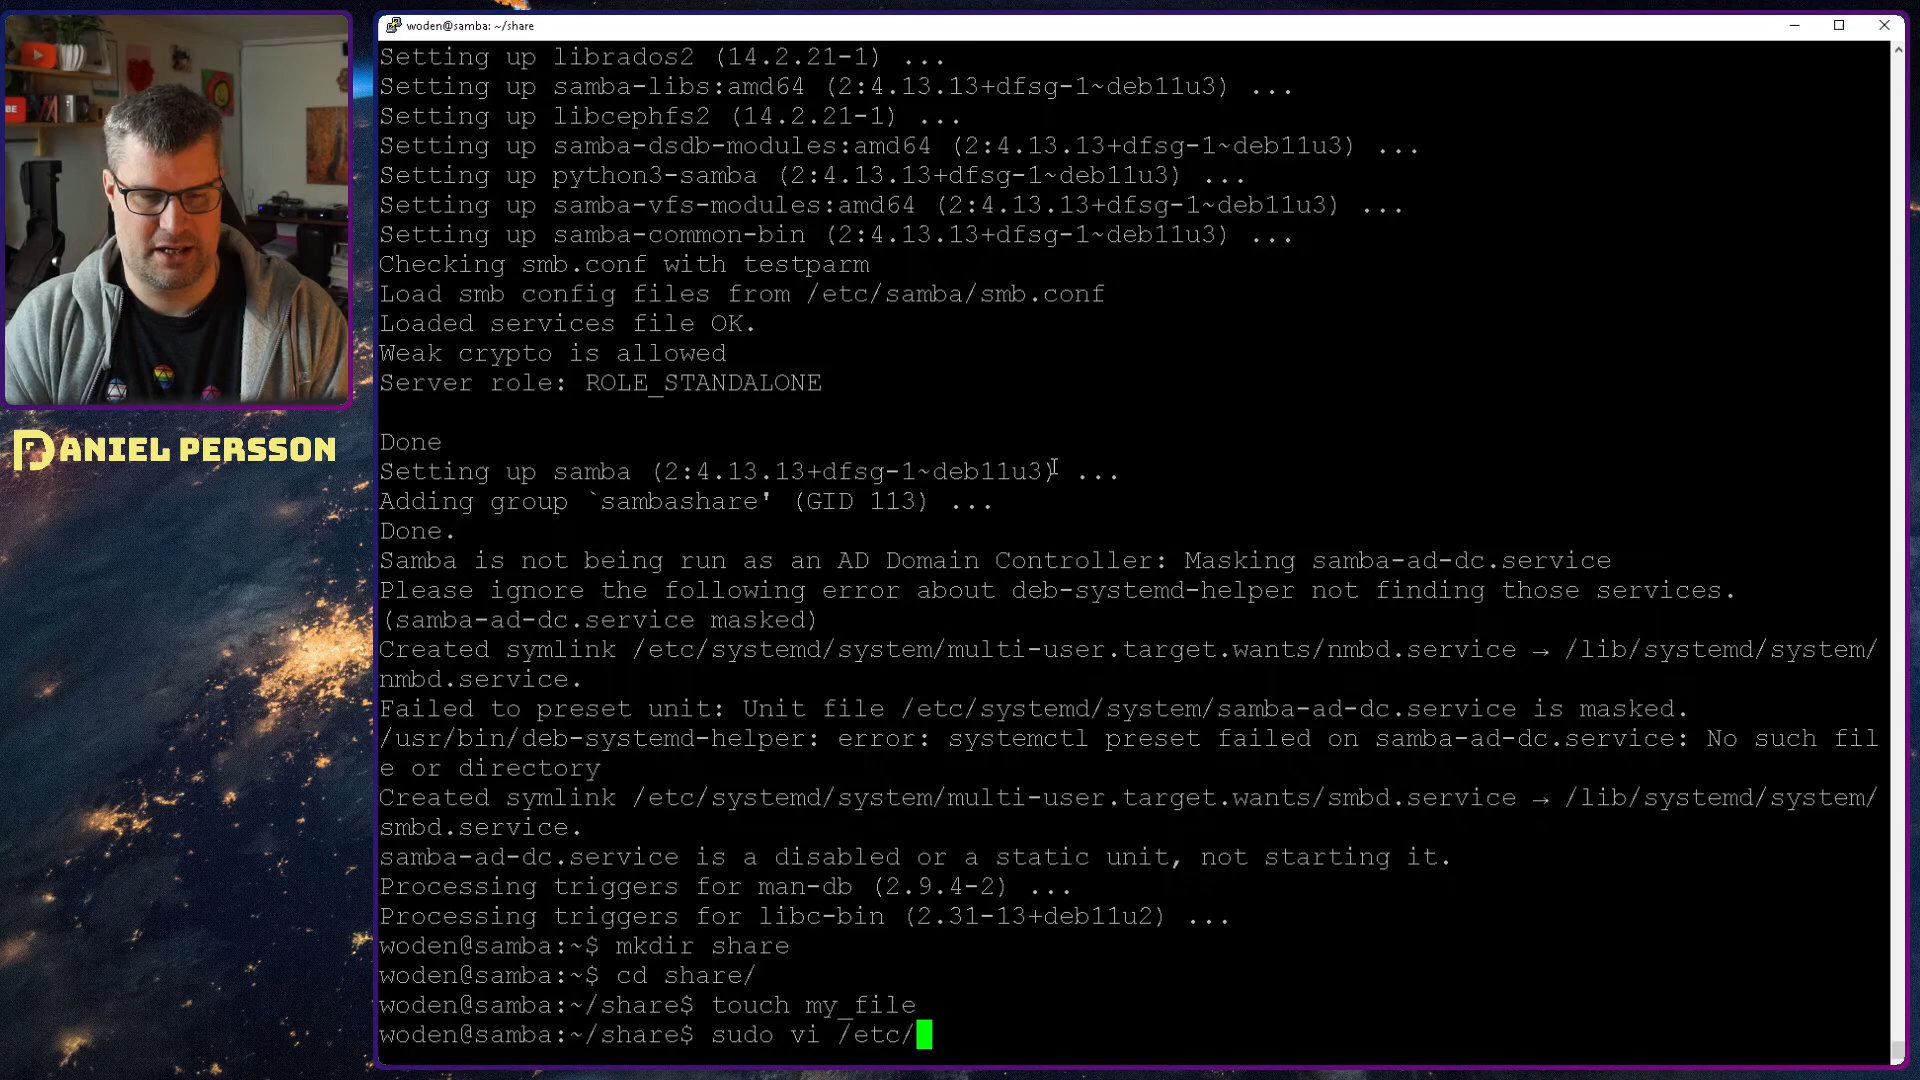 woden@samba: ~/share
Setting up librados2 (14.2.21-1) ...
Setting up samba-libs:amd64 (2:4.13.13+dfsg-1~deb11u3) ...
Setting up libcephfs2 (14.2.21-1) ...
Setting up samba-dsdb-modules:amd64 (2:4.13.13+dfsg-1~deb11u3) ...
Setting up python3-samba (2:4.13.13+dfsg-1~deb11u3) ...
Setting up samba-vfs-modules:amd64 (2:4.13.13+dfsg-1~deb11u3) ...
Setting up samba-common-bin (2:4.13.13+dfsg-1~deb11u3) ...
Checking smb.conf with testparm
Load smb config files from /etc/samba/smb.conf
Loaded services file OK.
Weak crypto is allowed
Server role: ROLE_STANDALONE
Done
Setting up samba (2:4.13.13+dfsg-1~deb11u3) ...
Adding group `sambashare' (GID 113) ...
Done.
Samba is not being run as an AD Domain Controller: Masking samba-ad-dc.service
Please ignore the following error about deb-systemd-helper not finding those services.
(samba-ad-dc.service masked)
Created symlink /etc/systemd/system/multi-user.target.wants/nmbd.service → /lib/systemd/system/
nmbd.service.
Failed to preset unit: Unit file /etc/systemd/system/samba-ad-dc.service is masked.
/usr/bin/deb-systemd-helper: error: systemctl preset failed on samba-ad-dc.service: No such fil
e or directory
Created symlink /etc/systemd/system/multi-user.target.wants/smbd.service → /lib/systemd/system/
smbd.service.
samba-ad-dc.service is a disabled or a static unit, not starting it.
Processing triggers for man-db (2.9.4-2) ...
Processing triggers for libc-bin (2.31-13+deb11u2) ...
woden@samba:~$ mkdir share
woden@samba:~$ cd share/
woden@samba:~/share$ touch my_file
woden@samba:~/share$ sudo vi /etc/
DANIEL PERSSON